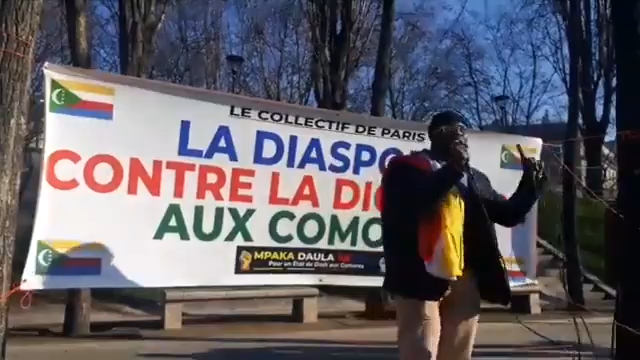 LE COLLECTIF DE PARIS
LA DIASPO
CONTRE LA DIC
AUX COMO
MPAKA DAULA
Pour un Etat de Droit aux Comores